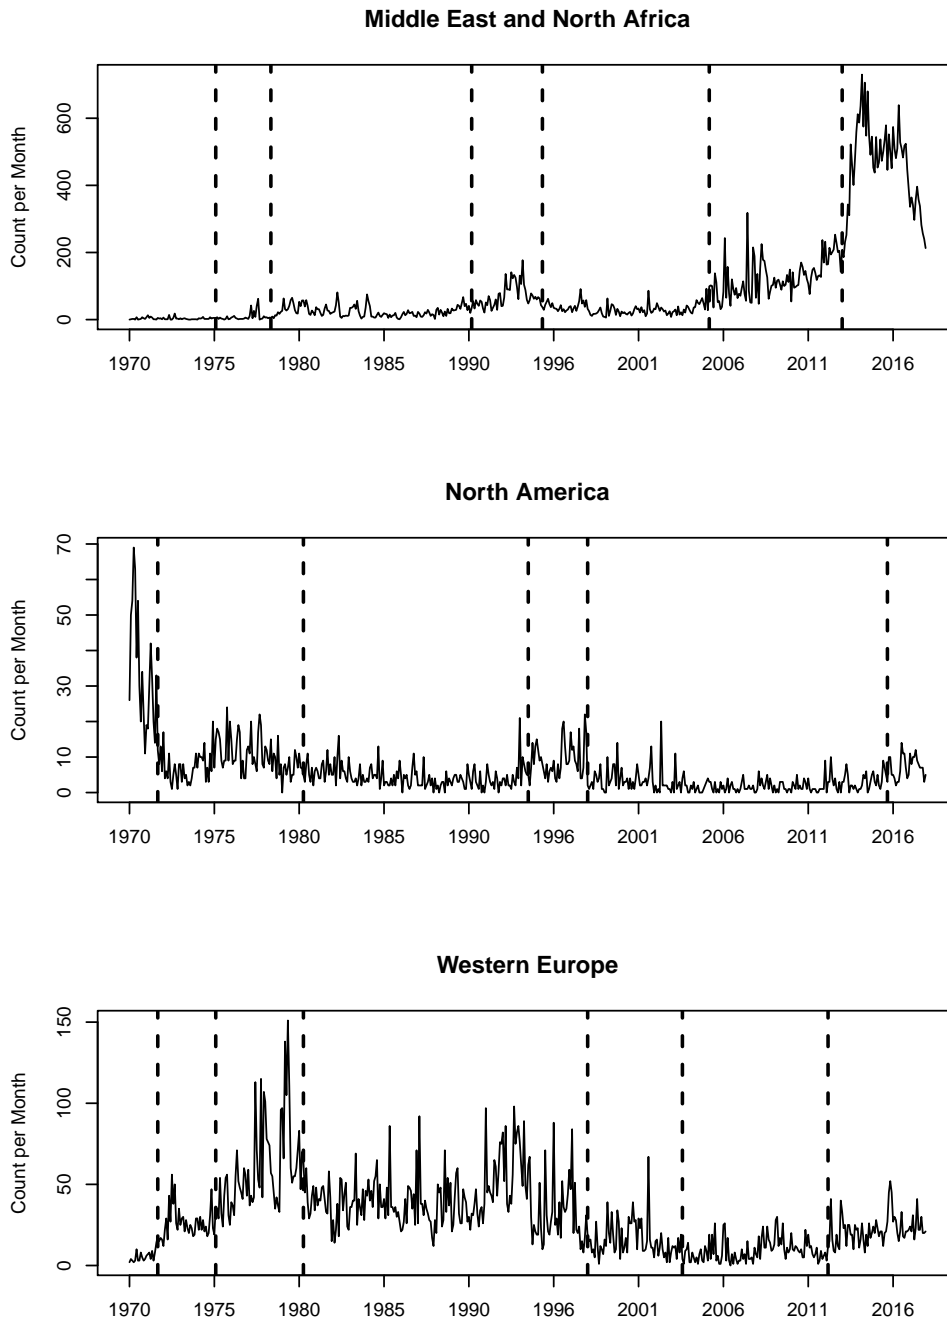 Middle East and North Africa
Count per Month
600
400
200
0
1970 1975 1980 1985 1990 1996 2001 2006 2011 2016
North America
Count per Month
70
50
30
10
0
1970 1975 1980 1985 1990 1996 2001 2006 2011 2016
Western Europe
Count per Month
150
100
50
0
1970 1975 1980 1985 1990 1996 2001 2006 2011 2016